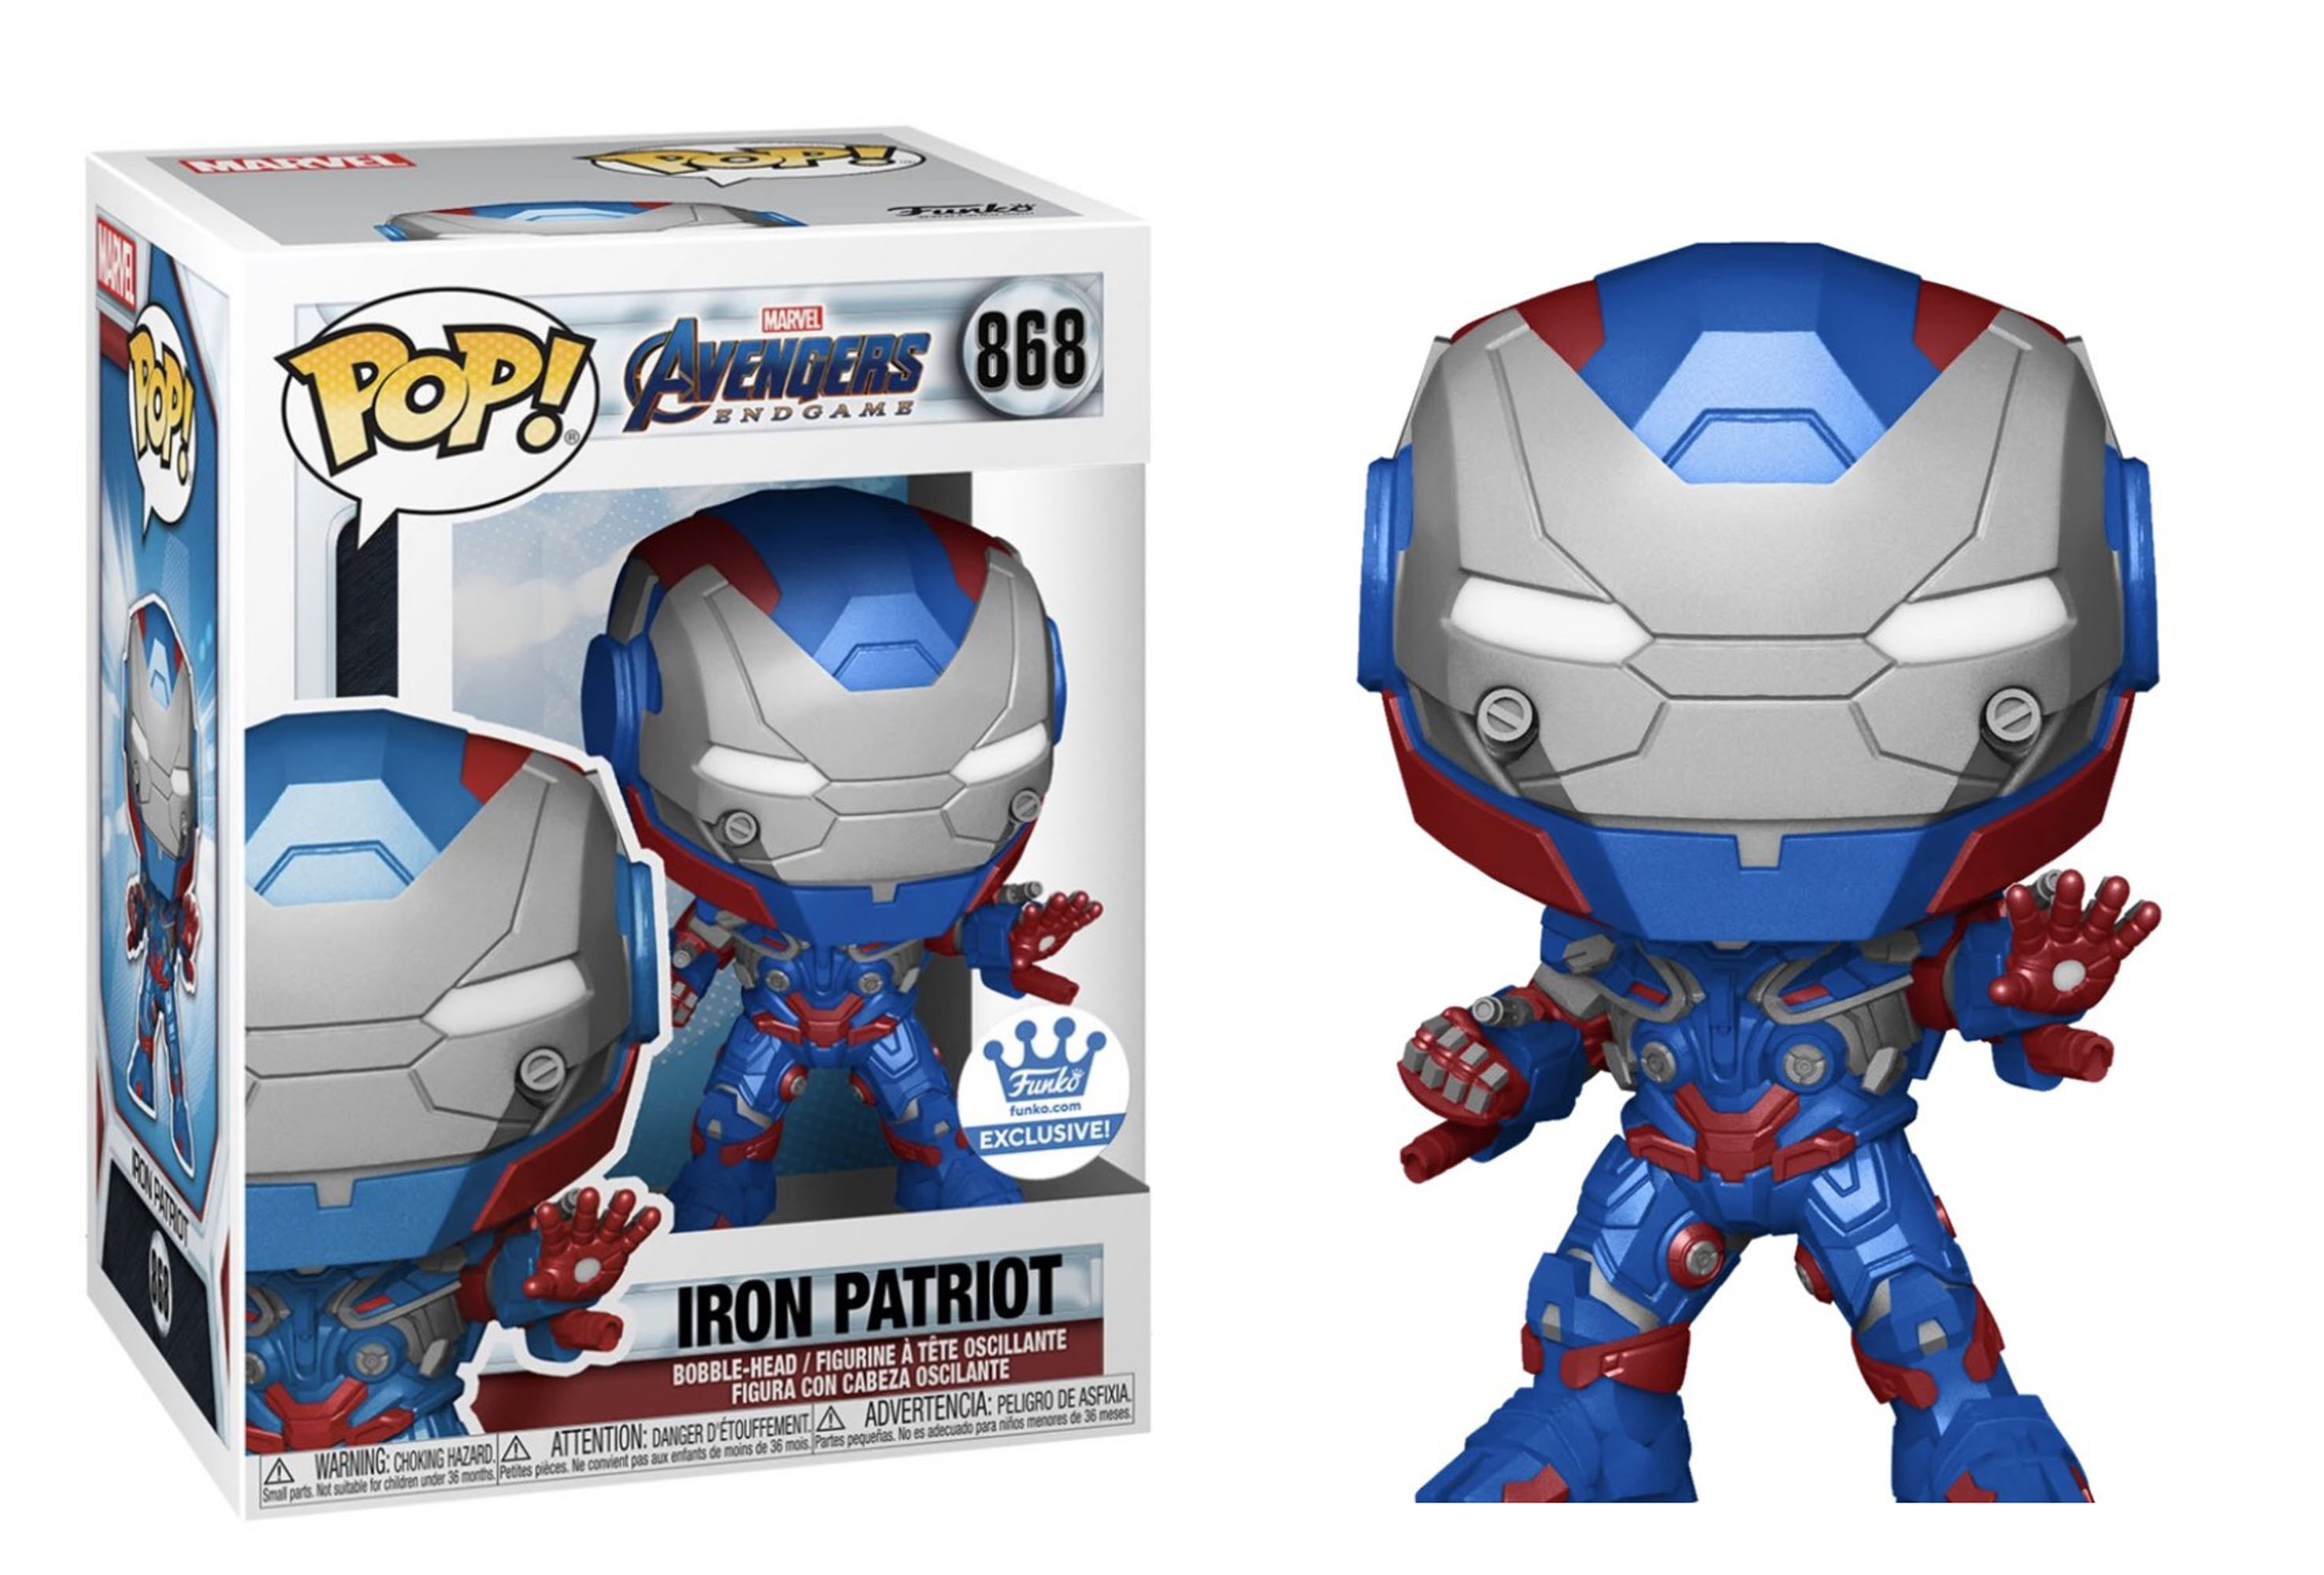 MARVEL
POP!
Funko
MARVEL
POP!
IRON PATRIOT
868
POP!®
MARVEL
AVENGERS
ENDGAME
868
Funko
funko.com
EXCLUSIVE!
IRON PATRIOT
BOBBLE-HEAD / FIGURINE À TÊTE OSCILLANTE
FIGURA CON CABEZA OSCILANTE
WARNING: CHOKING HAZARD.
Small parts. Not suitable for children under 36 months.
ATTENTION: DANGER D'ÉTOUFFEMENT.
Petites pièces. Ne convient pas aux enfants de moins de 36 mois.
ADVERTENCIA: PELIGRO DE ASFIXIA.
Partes pequeñas. No es adecuado para niños menores de 36 meses.